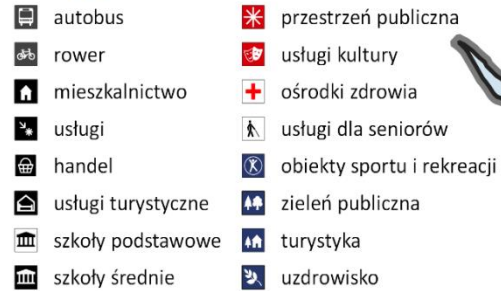 autobus
rower
mieszkalnictwo
usługi
handel
usługi turystyczne
szkoły podstawowe
szkoły średnie
przestrzeń publiczna
usługi kultury
ośrodki zdrowia
usługi dla seniorów
obiekty sportu i rekreacji
zieleń publiczna
turystyka
uzdrowisko